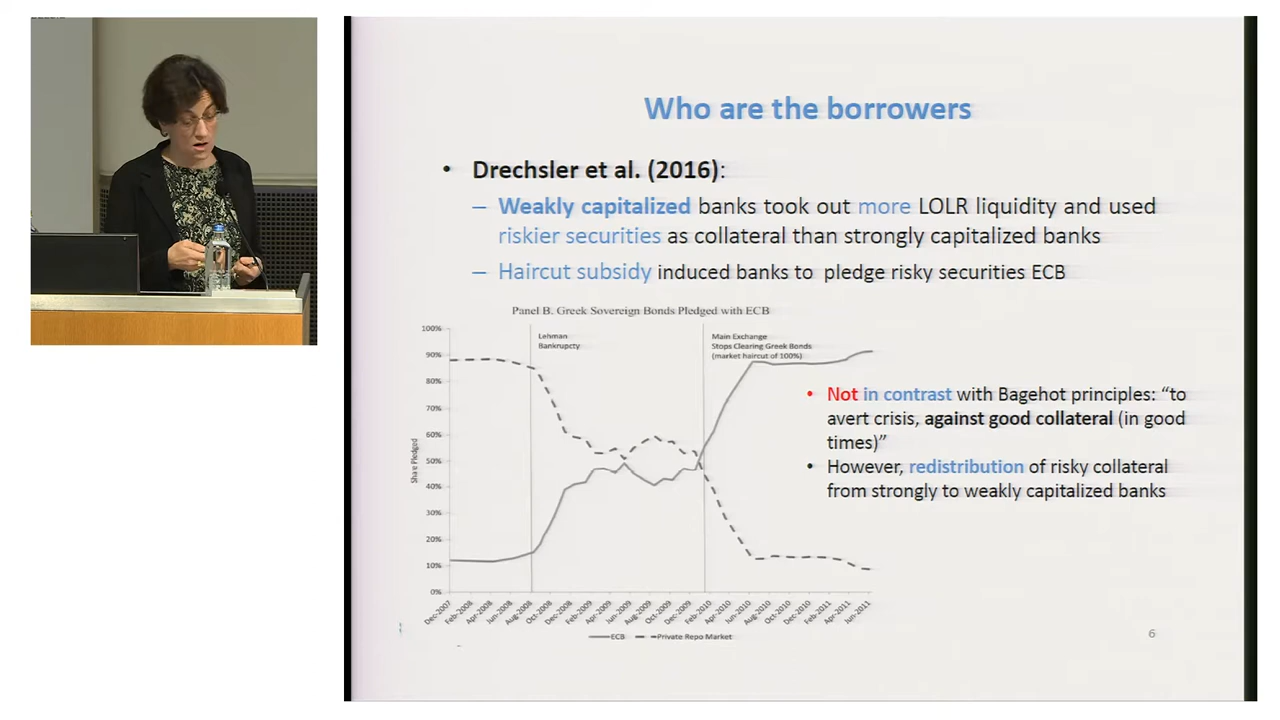 Who are the borrowers
• Drechsler et al. (2016):
– Weakly capitalized banks took out more LOLR liquidity and used
riskier securities as collateral than strongly capitalized banks
– Haircut subsidy induced banks to pledge risky securities ECB
Panel B. Greek Sovereign Bonds Pledged with ECB
100%
90%
80%
70%
60%
50%
40%
30%
20%
10%
0%
Share Pledged
Lehman
Bankrupcty
Main Exchange
Stops Clearing Greek Bonds
(market haircut of 100%)
Dec-2007
Feb-2008
Apr-2008
Jun-2008
Aug-2008
Oct-2008
Dec-2008
Feb-2009
Apr-2009
Jun-2009
Aug-2009
Oct-2009
Dec-2009
Feb-2010
Apr-2010
Jun-2010
Aug-2010
Oct-2010
Dec-2010
Feb-2011
Apr-2011
Jun-2011
ECB
Private Repo Market
• Not in contrast with Bagehot principles: “to
avert crisis, against good collateral (in good
times)”
• However, redistribution of risky collateral
from strongly to weakly capitalized banks
6